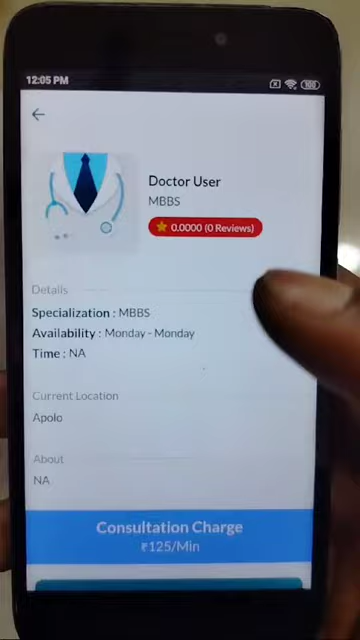 12:05 PM
100
Doctor User
MBBS
0.0000 (0 Reviews)
Details
Specialization : MBBS
Availability : Monday - Monday
Time : NA
Current Location
Apolo
About
NA
Consultation Charge
₹125/Min